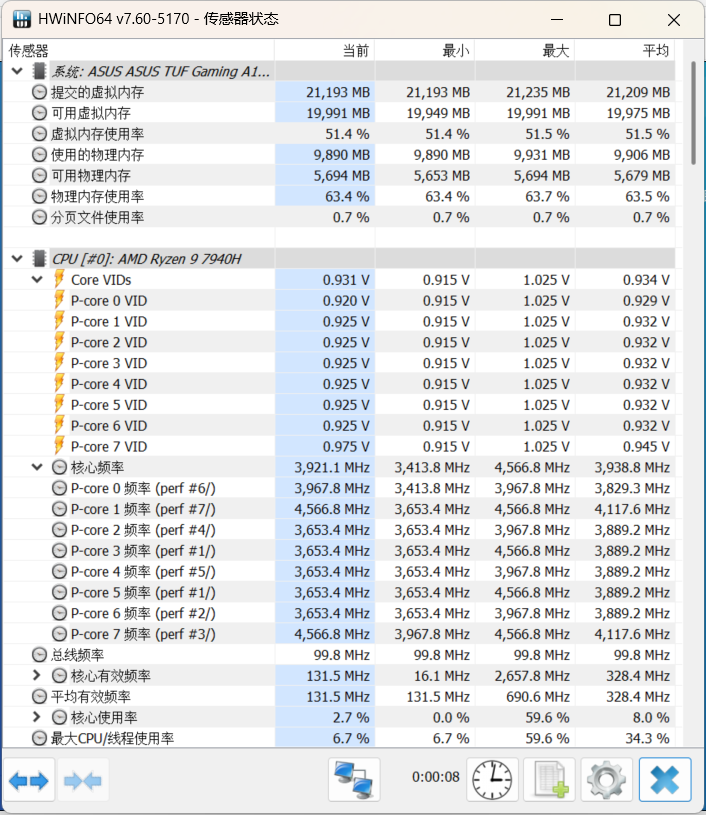 HWiNFO64 v7.60-5170 - 传感器状态
传感器 当前 最小 最大 平均
系统: ASUS ASUS TUF Gaming A1...
提交的虚拟内存 21,193 MB 21,193 MB 21,235 MB 21,209 MB
可用虚拟内存 19,991 MB 19,949 MB 19,991 MB 19,975 MB
虚拟内存使用率 51.4 % 51.4 % 51.5 % 51.5 %
使用的物理内存 9,890 MB 9,890 MB 9,931 MB 9,906 MB
可用物理内存 5,694 MB 5,653 MB 5,694 MB 5,679 MB
物理内存使用率 63.4 % 63.4 % 63.7 % 63.5 %
分页文件使用率 0.7 % 0.7 % 0.7 % 0.7 %
CPU [#0]: AMD Ryzen 9 7940H
Core VIDs 0.931 V 0.915 V 1.025 V 0.934 V
P-core 0 VID 0.920 V 0.915 V 1.025 V 0.929 V
P-core 1 VID 0.925 V 0.915 V 1.025 V 0.932 V
P-core 2 VID 0.925 V 0.915 V 1.025 V 0.932 V
P-core 3 VID 0.925 V 0.915 V 1.025 V 0.932 V
P-core 4 VID 0.925 V 0.915 V 1.025 V 0.932 V
P-core 5 VID 0.925 V 0.915 V 1.025 V 0.932 V
P-core 6 VID 0.925 V 0.915 V 1.025 V 0.932 V
P-core 7 VID 0.975 V 0.915 V 1.025 V 0.945 V
核心频率 3,921.1 MHz 3,413.8 MHz 4,566.8 MHz 3,938.8 MHz
P-core 0 频率 (perf #6/) 3,967.8 MHz 3,413.8 MHz 3,967.8 MHz 3,829.3 MHz
P-core 1 频率 (perf #7/) 4,566.8 MHz 3,653.4 MHz 4,566.8 MHz 4,117.6 MHz
P-core 2 频率 (perf #4/) 3,653.4 MHz 3,653.4 MHz 3,967.8 MHz 3,889.2 MHz
P-core 3 频率 (perf #1/) 3,653.4 MHz 3,653.4 MHz 4,566.8 MHz 3,889.2 MHz
P-core 4 频率 (perf #5/) 3,653.4 MHz 3,653.4 MHz 3,967.8 MHz 3,889.2 MHz
P-core 5 频率 (perf #1/) 3,653.4 MHz 3,653.4 MHz 4,566.8 MHz 3,889.2 MHz
P-core 6 频率 (perf #2/) 3,653.4 MHz 3,653.4 MHz 3,967.8 MHz 3,889.2 MHz
P-core 7 频率 (perf #3/) 4,566.8 MHz 3,967.8 MHz 4,566.8 MHz 4,117.6 MHz
总线频率 99.8 MHz 99.8 MHz 99.8 MHz 99.8 MHz
核心有效频率 131.5 MHz 16.1 MHz 2,657.8 MHz 328.4 MHz
平均有效频率 131.5 MHz 131.5 MHz 690.6 MHz 328.4 MHz
核心使用率 2.7 % 0.0 % 59.6 % 8.0 %
最大CPU/线程使用率 6.7 % 6.7 % 59.6 % 34.3 %
0:00:08